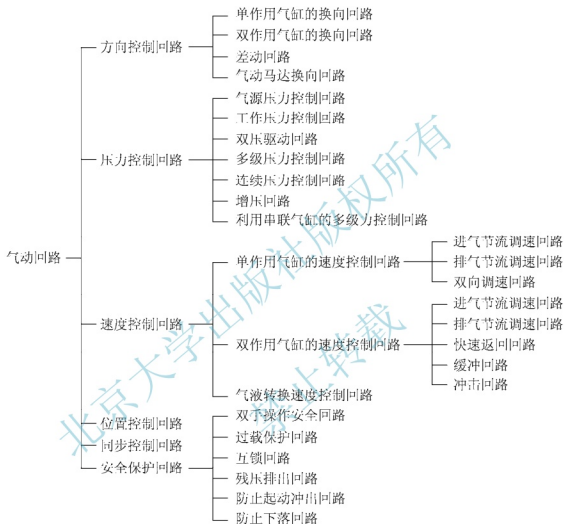 单作用气缸的换向回路
双作用气缸的换向回路
方向控制回路
差动回路
气动马达换向回路
气源压力控制回路
工作压力控制回路
双压驱动回路
压力控制回路
多级压力控制回路
连续压力控制回路
增压回路
利用串联气缸的多级力控制回路
进气节流调速回路
气动回路
单作用气缸的速度控制回路
排气节流调速回路
双向调速回路
进气节流调速回路
速度控制回路
排气节流调速回路
双作用气缸的速度控制回路
快速返回回路
缓冲回路
冲击回路
气液转换速度控制回路
双手操作安全回路
位置控制回路
过载保护回路
同步控制回路
互锁回路
安全保护回路
残压排出回路
防止起动冲出回路
防止下落回路
北京大学出版社版权所有
禁止转载